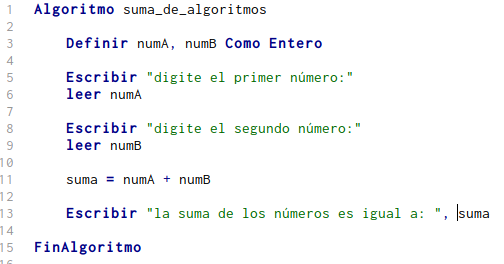 1 Algoritmo suma_de_algoritmos
2
3 Definir numA, numB Como Entero
4
5 Escribir "digite el primer número:"
6 leer numA
7
8 Escribir "digite el segundo número:"
9 leer numB
10
11 suma = numA + numB
12
13 Escribir "la suma de los números es igual a: ", suma
14
15 FinAlgoritmo
16